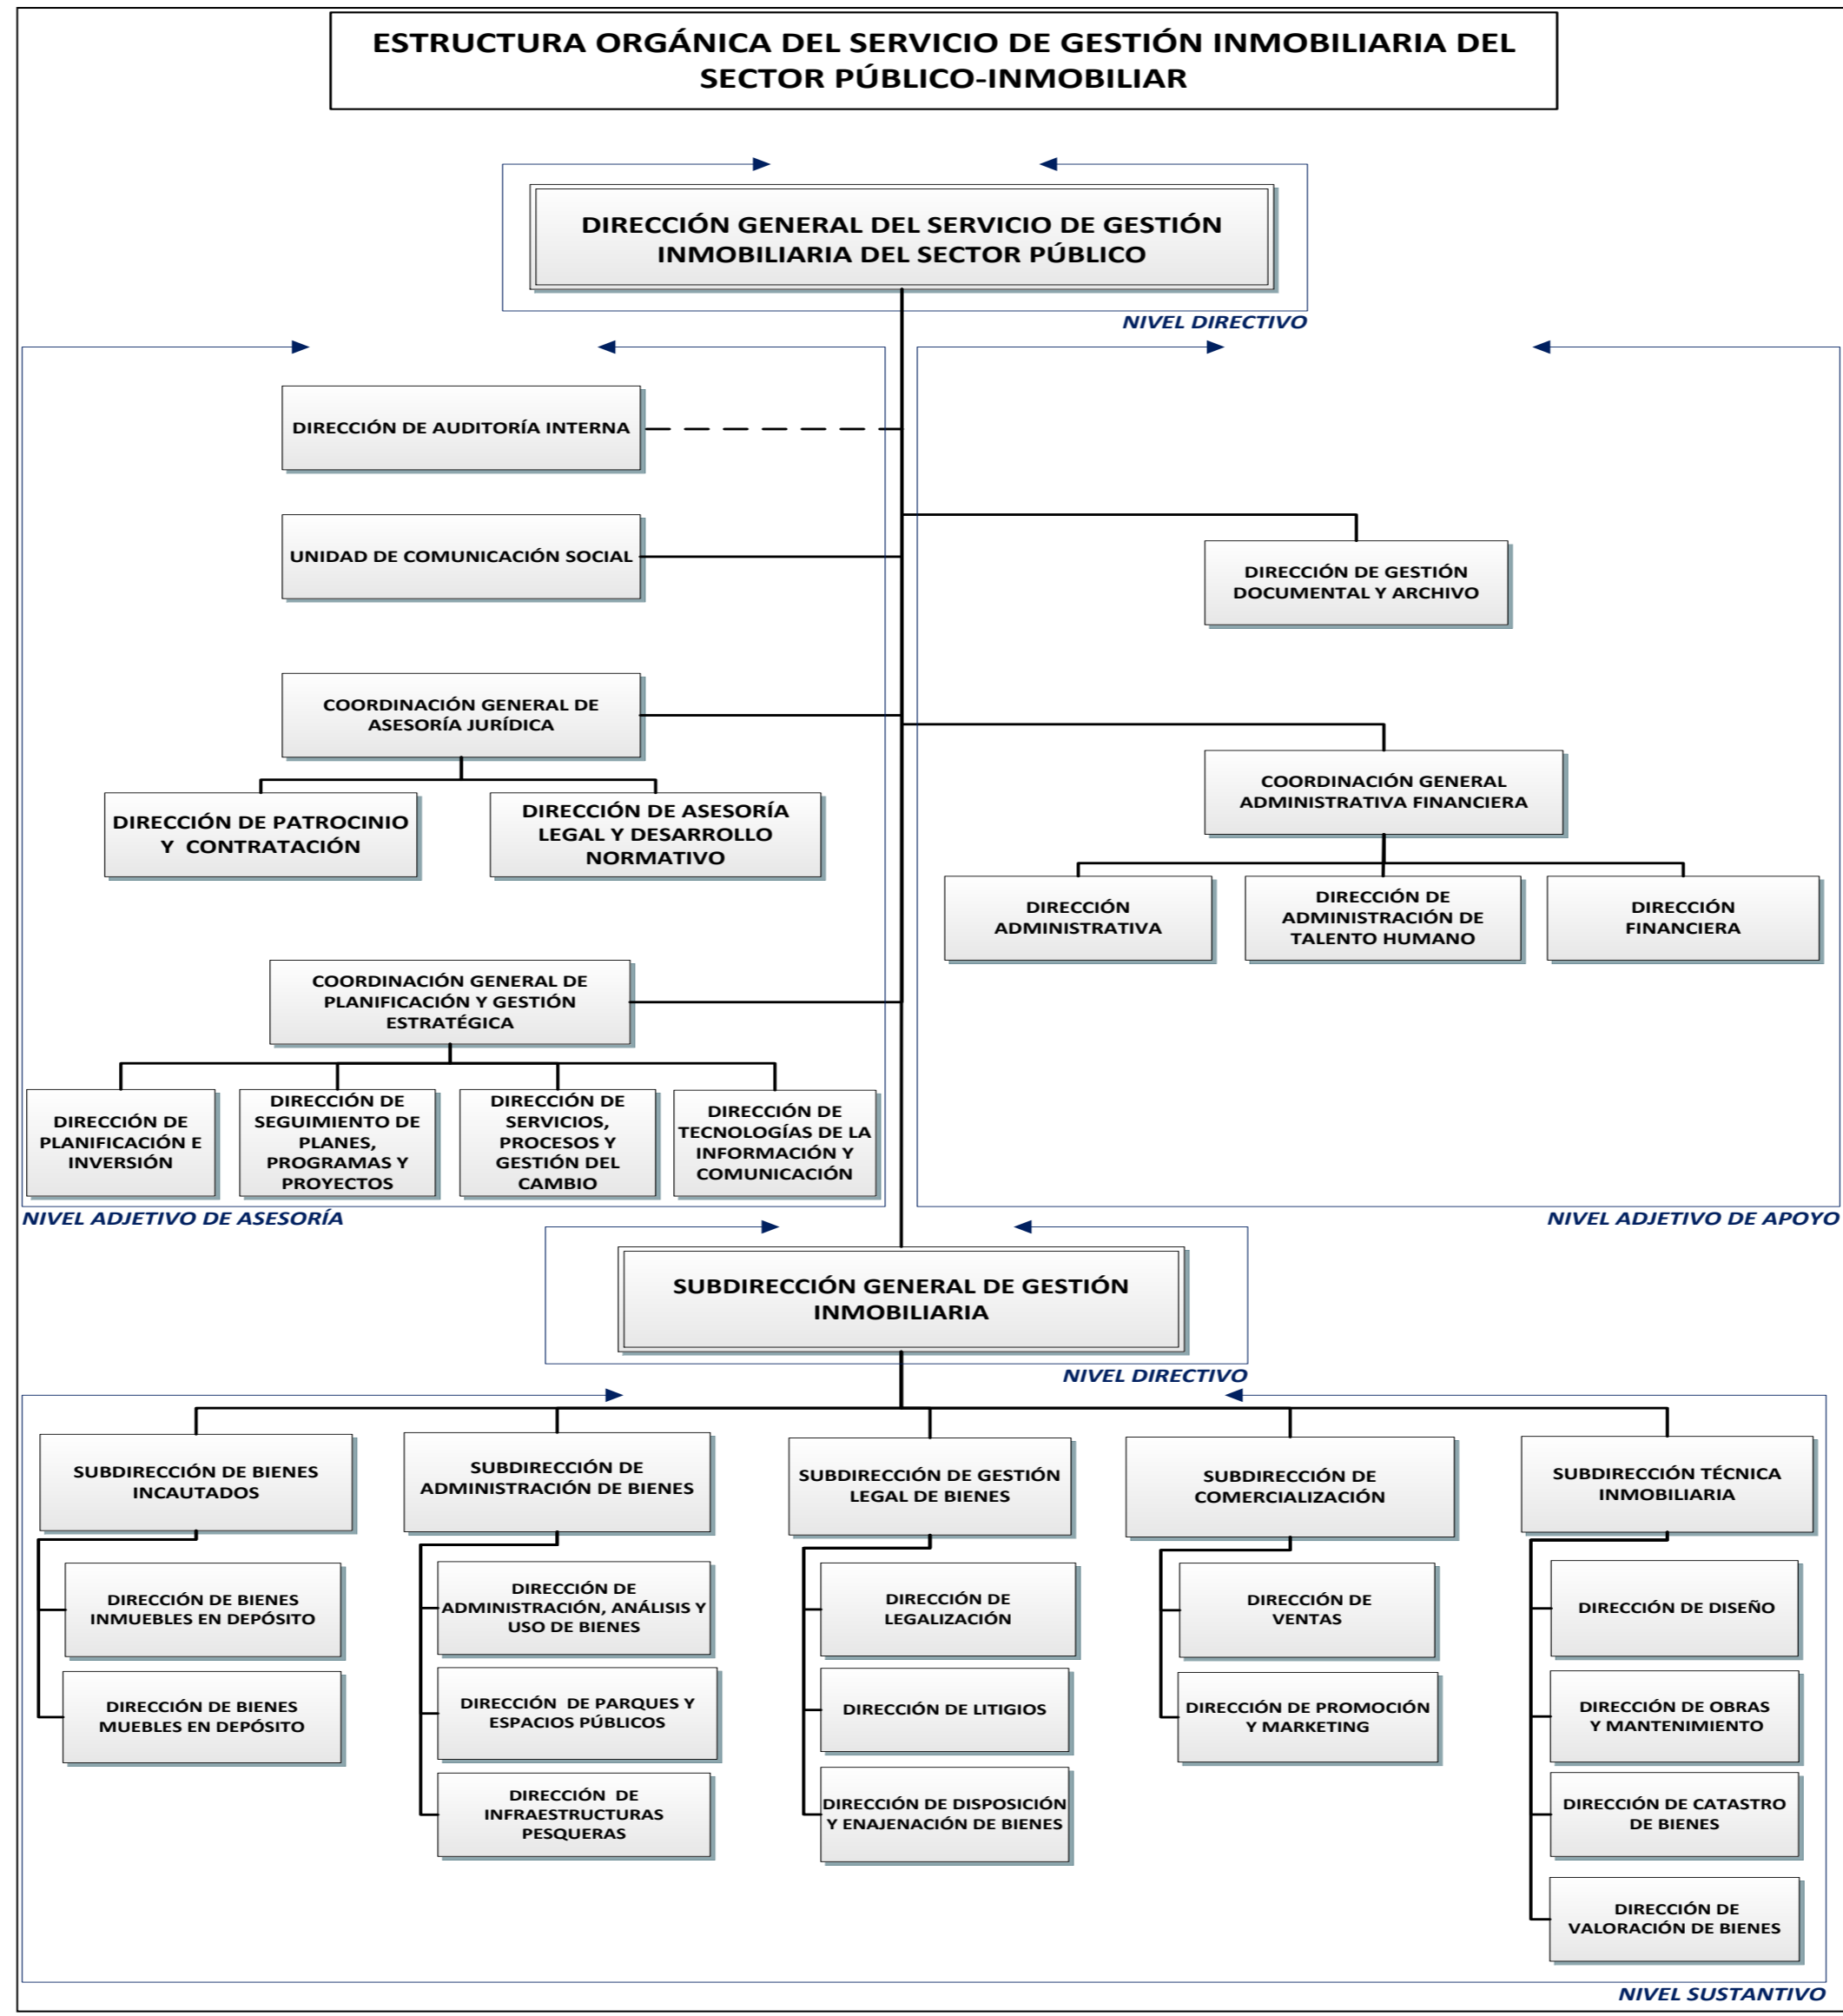 ESTRUCTURA ORGÁNICA DEL SERVICIO DE GESTIÓN INMOBILIARIA DEL
SECTOR PÚBLICO-INMOBILIAR
DIRECCIÓN GENERAL DEL SERVICIO DE GESTIÓN
INMOBILIARIA DEL SECTOR PÚBLICO
NIVEL DIRECTIVO
DIRECCIÓN DE AUDITORÍA INTERNA
UNIDAD DE COMUNICACIÓN SOCIAL
COORDINACIÓN GENERAL DE
ASESORÍA JURÍDICA
DIRECCIÓN DE PATROCINIO
Y CONTRATACIÓN
DIRECCIÓN DE ASESORÍA
LEGAL Y DESARROLLO
NORMATIVO
COORDINACIÓN GENERAL DE
PLANIFICACIÓN Y GESTIÓN
ESTRATÉGICA
DIRECCIÓN DE
PLANIFICACIÓN E
INVERSIÓN
DIRECCIÓN DE
SEGUIMIENTO DE
PLANES,
PROGRAMAS Y
PROYECTOS
DIRECCIÓN DE
SERVICIOS,
PROCESOS Y
GESTIÓN DEL
CAMBIO
DIRECCIÓN DE
TECNOLOGÍAS DE LA
INFORMACIÓN Y
COMUNICACIÓN
NIVEL ADJETIVO DE ASESORÍA
DIRECCIÓN DE GESTIÓN
DOCUMENTAL Y ARCHIVO
COORDINACIÓN GENERAL
ADMINISTRATIVA FINANCIERA
DIRECCIÓN
ADMINISTRATIVA
DIRECCIÓN DE
ADMINISTRACIÓN DE
TALENTO HUMANO
DIRECCIÓN
FINANCIERA
NIVEL ADJETIVO DE APOYO
SUBDIRECCIÓN GENERAL DE GESTIÓN
INMOBILIARIA
NIVEL DIRECTIVO
SUBDIRECCIÓN DE BIENES
INCAUTADOS
DIRECCIÓN DE BIENES
INMUEBLES EN DEPÓSITO
DIRECCIÓN DE BIENES
MUEBLES EN DEPÓSITO
SUBDIRECCIÓN DE
ADMINISTRACIÓN DE BIENES
DIRECCIÓN DE
ADMINISTRACIÓN, ANÁLISIS Y
USO DE BIENES
DIRECCIÓN DE PARQUES Y
ESPACIOS PÚBLICOS
DIRECCIÓN DE
INFRAESTRUCTURAS
PESQUERAS
SUBDIRECCIÓN DE GESTIÓN
LEGAL DE BIENES
DIRECCIÓN DE
LEGALIZACIÓN
DIRECCIÓN DE LITIGIOS
DIRECCIÓN DE DISPOSICIÓN
Y ENAJENACIÓN DE BIENES
SUBDIRECCIÓN DE
COMERCIALIZACIÓN
DIRECCIÓN DE
VENTAS
DIRECCIÓN DE PROMOCIÓN
Y MARKETING
SUBDIRECCIÓN TÉCNICA
INMOBILIARIA
DIRECCIÓN DE DISEÑO
DIRECCIÓN DE OBRAS
Y MANTENIMIENTO
DIRECCIÓN DE CATASTRO
DE BIENES
DIRECCIÓN DE
VALORACIÓN DE BIENES
NIVEL SUSTANTIVO